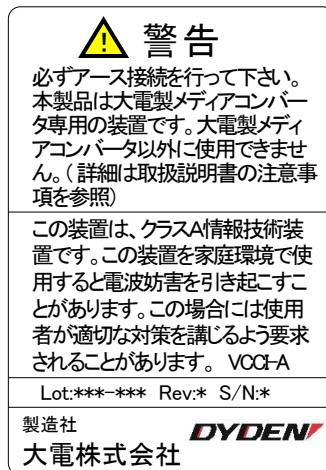 警告
必ずアース接続を行って下さい。
本製品は大電製メディアコンバー
タ専用の装置です。大電製メディ
アコンバータ以外に使用できませ
ん。（詳細は取扱説明書の注意事
項を参照）
この装置は、クラスA情報技術装
置です。この装置を家庭環境で使
用すると電波妨害を引き起こすこ
とがあります。この場合には使用
者が適切な対策を講じるよう要求
されることがあります。 VCCI-A
Lot:***-*** Rev:* S/N:*
製造社
大電株式会社
DYDEN